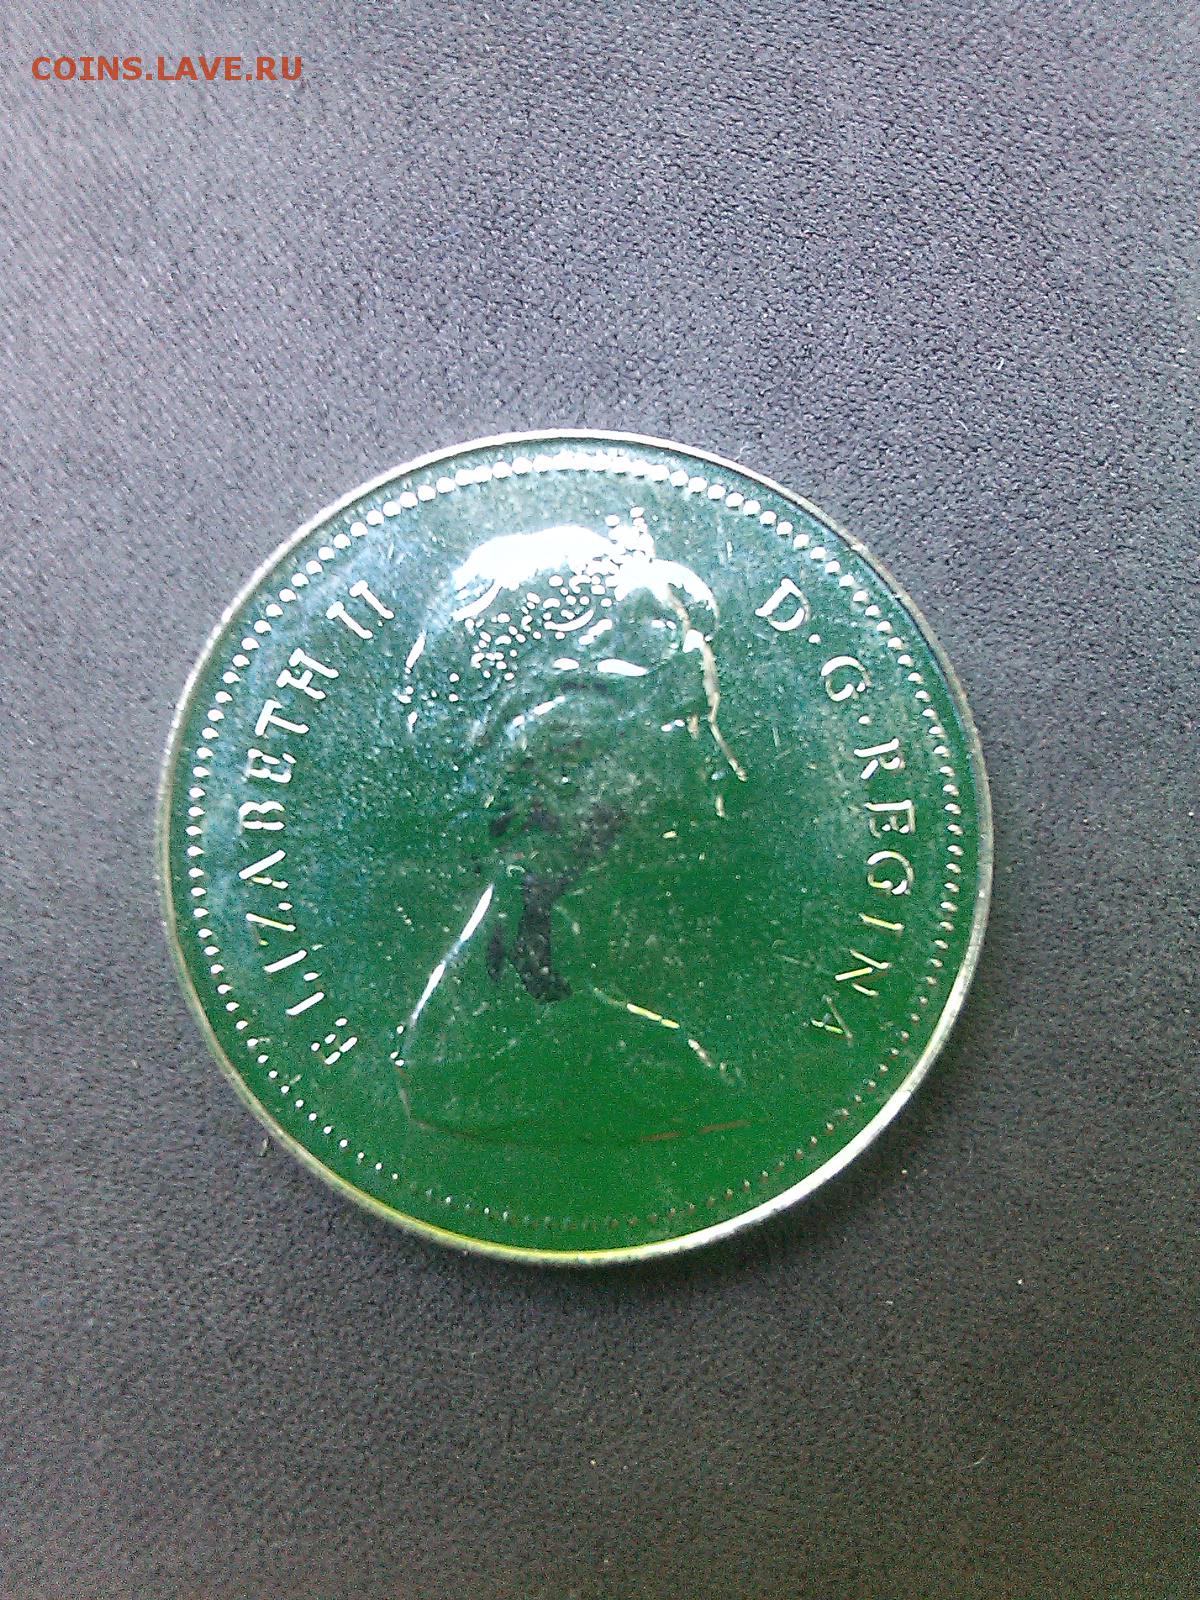 COINS.LAVE.RU
ELIZABETH II
D·G·REGINA